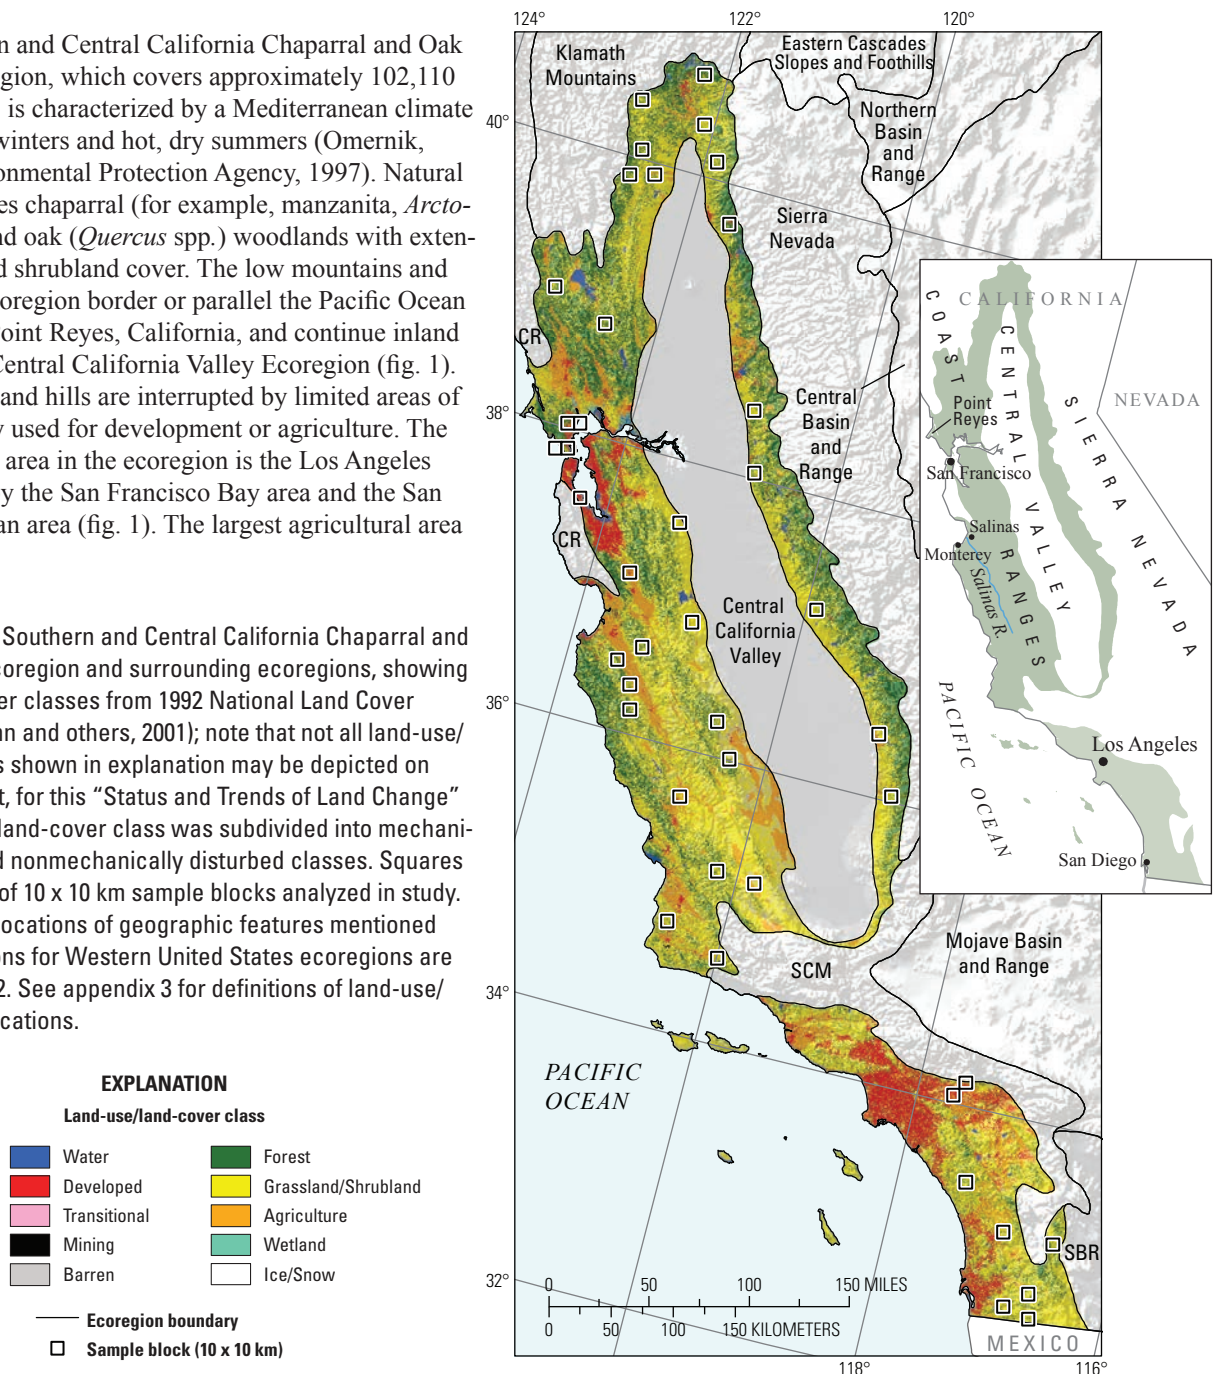 n and Central California Chaparral and Oak
gion, which covers approximately 102,110
is characterized by a Mediterranean climate
winters and hot, dry summers (Omernik,
onmental Protection Agency, 1997). Natural
es chaparral (for example, manzanita, Arcto-
nd oak (Quercus spp.) woodlands with exten-
d shrubland cover. The low mountains and
oregion border or parallel the Pacific Ocean
oint Reyes, California, and continue inland
Central California Valley Ecoregion (fig. 1).
and hills are interrupted by limited areas of
y used for development or agriculture. The
area in the ecoregion is the Los Angeles
y the San Francisco Bay area and the San
an area (fig. 1). The largest agricultural area
Southern and Central California Chaparral and
coregion and surrounding ecoregions, showing
er classes from 1992 National Land Cover
nn and others, 2001); note that not all land-use/
s shown in explanation may be depicted on
t, for this “Status and Trends of Land Change”
land-cover class was subdivided into mechani-
d nonmechanically disturbed classes. Squares
of 10 x 10 km sample blocks analyzed in study.
ocations of geographic features mentioned
ons for Western United States ecoregions are
2. See appendix 3 for definitions of land-use/
cations.
EXPLANATION
Land-use/land-cover class
Water
Developed
Transitional
Mining
Barren
Forest
Grassland/Shrubland
Agriculture
Wetland
Ice/Snow
Ecoregion boundary
Sample block (10 x 10 km)
124°
122°
120°
40°
38°
36°
34°
32°
118°
116°
Klamath
Mountains
Eastern Cascades
Slopes and Foothills
Northern
Basin
and
Range
Sierra
Nevada
CR
Central
Basin
and
Range
CR
Central
California
Valley
SCM
Mojave Basin
and Range
PACIFIC
OCEAN
SBR
MEXICO
0 50 100 150 MILES
0 50 100 150 KILOMETERS
CALIFORNIA
NEVADA
COAST RANGES
CENTRAL VALLEY
SIERRA NEVADA
Point
Reyes
San Francisco
Salinas
Monterey
Salinas R.
PACIFIC OCEAN
Los Angeles
San Diego